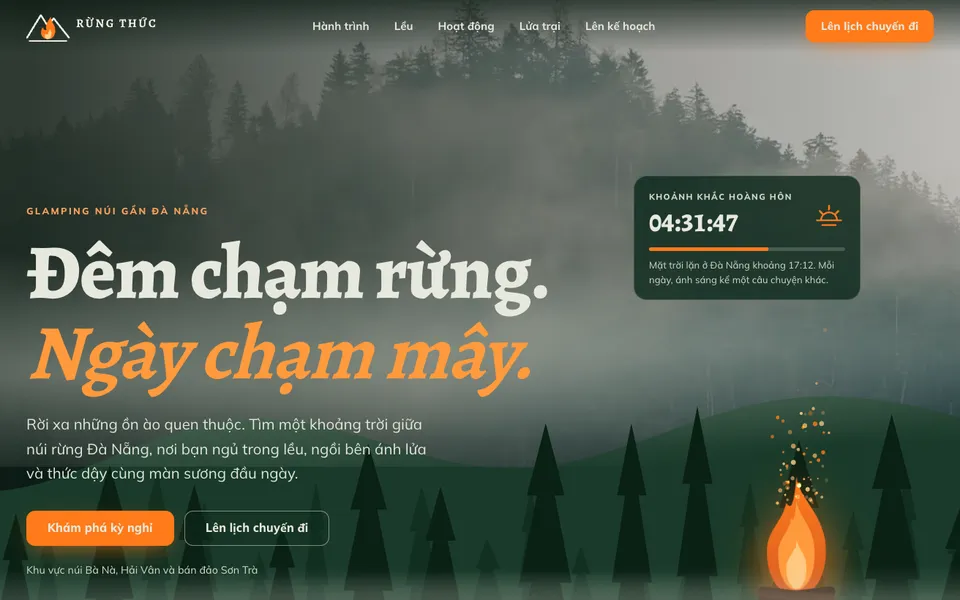 RỪNG THỨC
Hành trình
Lều
Hoạt động
Lửa trại
Lên kế hoạch
Lên lịch chuyến đi
KHOẢNH KHẮC HOÀNG HÔN
04:31:47
Mặt trời lặn ở Đà Nẵng khoảng 17:12. Mỗi
ngày, ánh sáng kể một câu chuyện khác.
GLAMPING NÚI GẦN ĐÀ NẴNG
Đêm chạm rừng.
Ngày chạm mây.
Rời xa những ồn ào quen thuộc. Tìm một khoảng trời giữa
núi rừng Đà Nẵng, nơi bạn ngủ trong lều, ngồi bên ánh lửa
và thức dậy cùng màn sương đầu ngày.
Khám phá kỳ nghỉ
Lên lịch chuyến đi
Khu vực núi Bà Nà, Hải Vân và bán đảo Sơn Trà